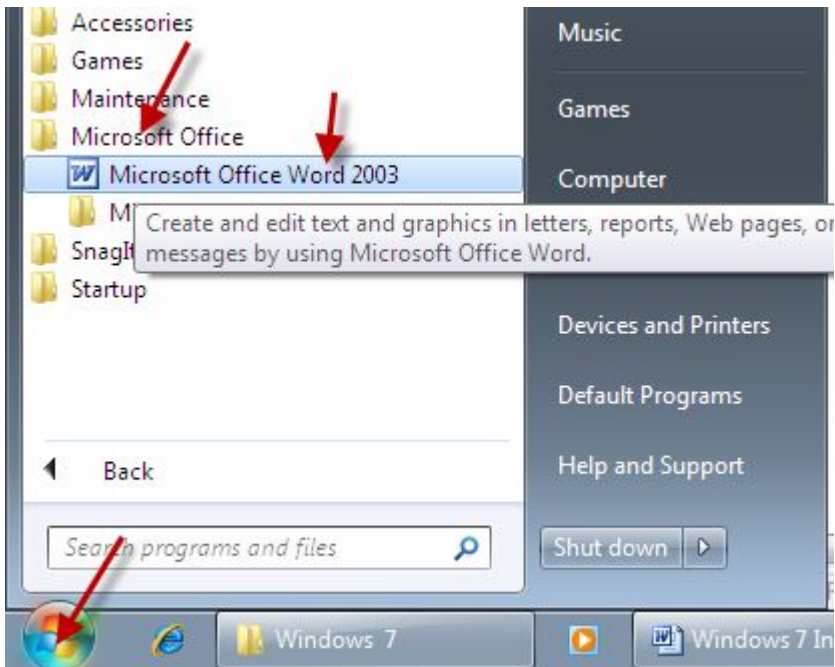 Accessories
Games
Maintenance
Microsoft Office
Microsoft Office Word 2003
Create and edit text and graphics in letters, reports, Web pages, or
messages by using Microsoft Office Word.
SnagIt
Startup
Back
Search programs and files
Music
Games
Computer
Devices and Printers
Default Programs
Help and Support
Shut down
Windows 7
Windows 7 In